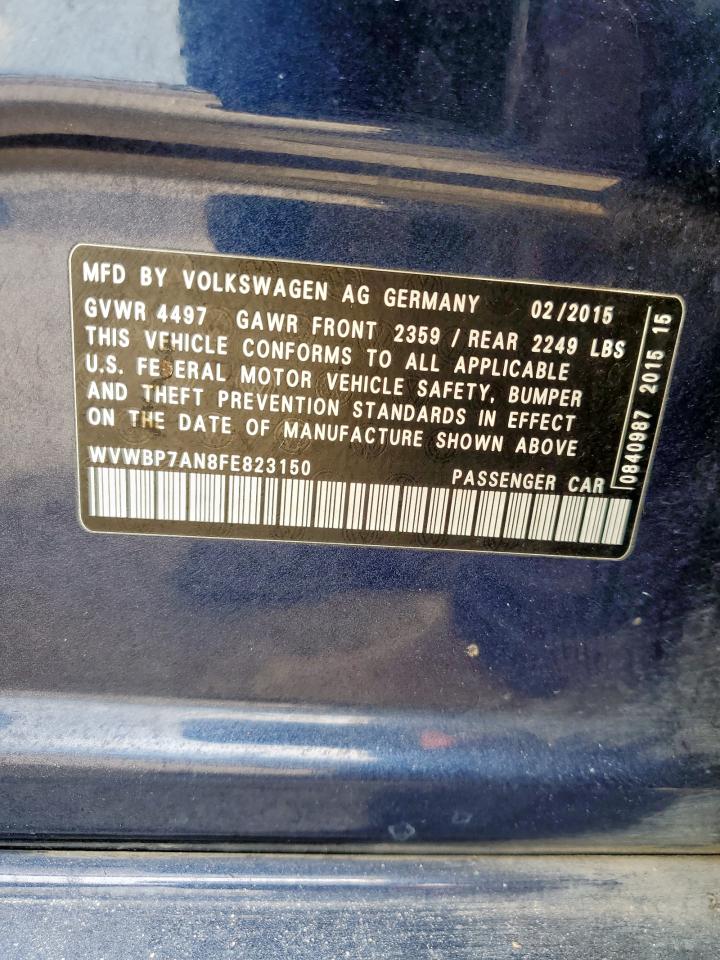 MFD BY VOLKSWAGEN AG GERMANY 02/2015
GVWR 4497 GAWR FRONT 2359 / REAR 2249 LBS
THIS VEHICLE CONFORMS TO ALL APPLICABLE
U.S. FEDERAL MOTOR VEHICLE SAFETY, BUMPER
AND THEFT PREVENTION STANDARDS IN EFFECT
ON THE DATE OF MANUFACTURE SHOWN ABOVE
WVWBP7AN8FE823150 PASSENGER CAR
0840987 2015 15